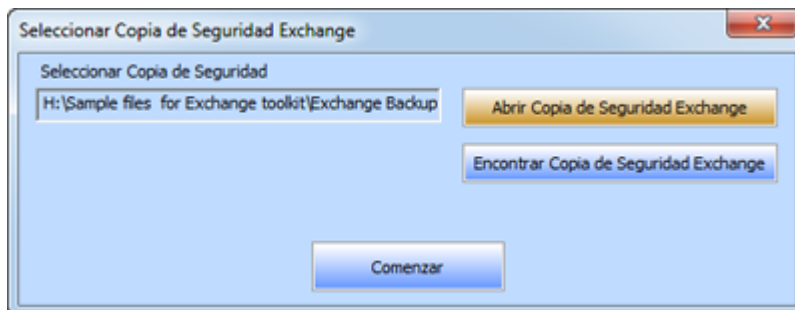 Seleccionar Copia de Seguridad Exchange
Seleccionar Copia de Seguridad
H:\Sample files  for Exchange toolkit\Exchange Backup
Abrir Copia de Seguridad Exchange
Encontrar Copia de Seguridad Exchange
Comenzar